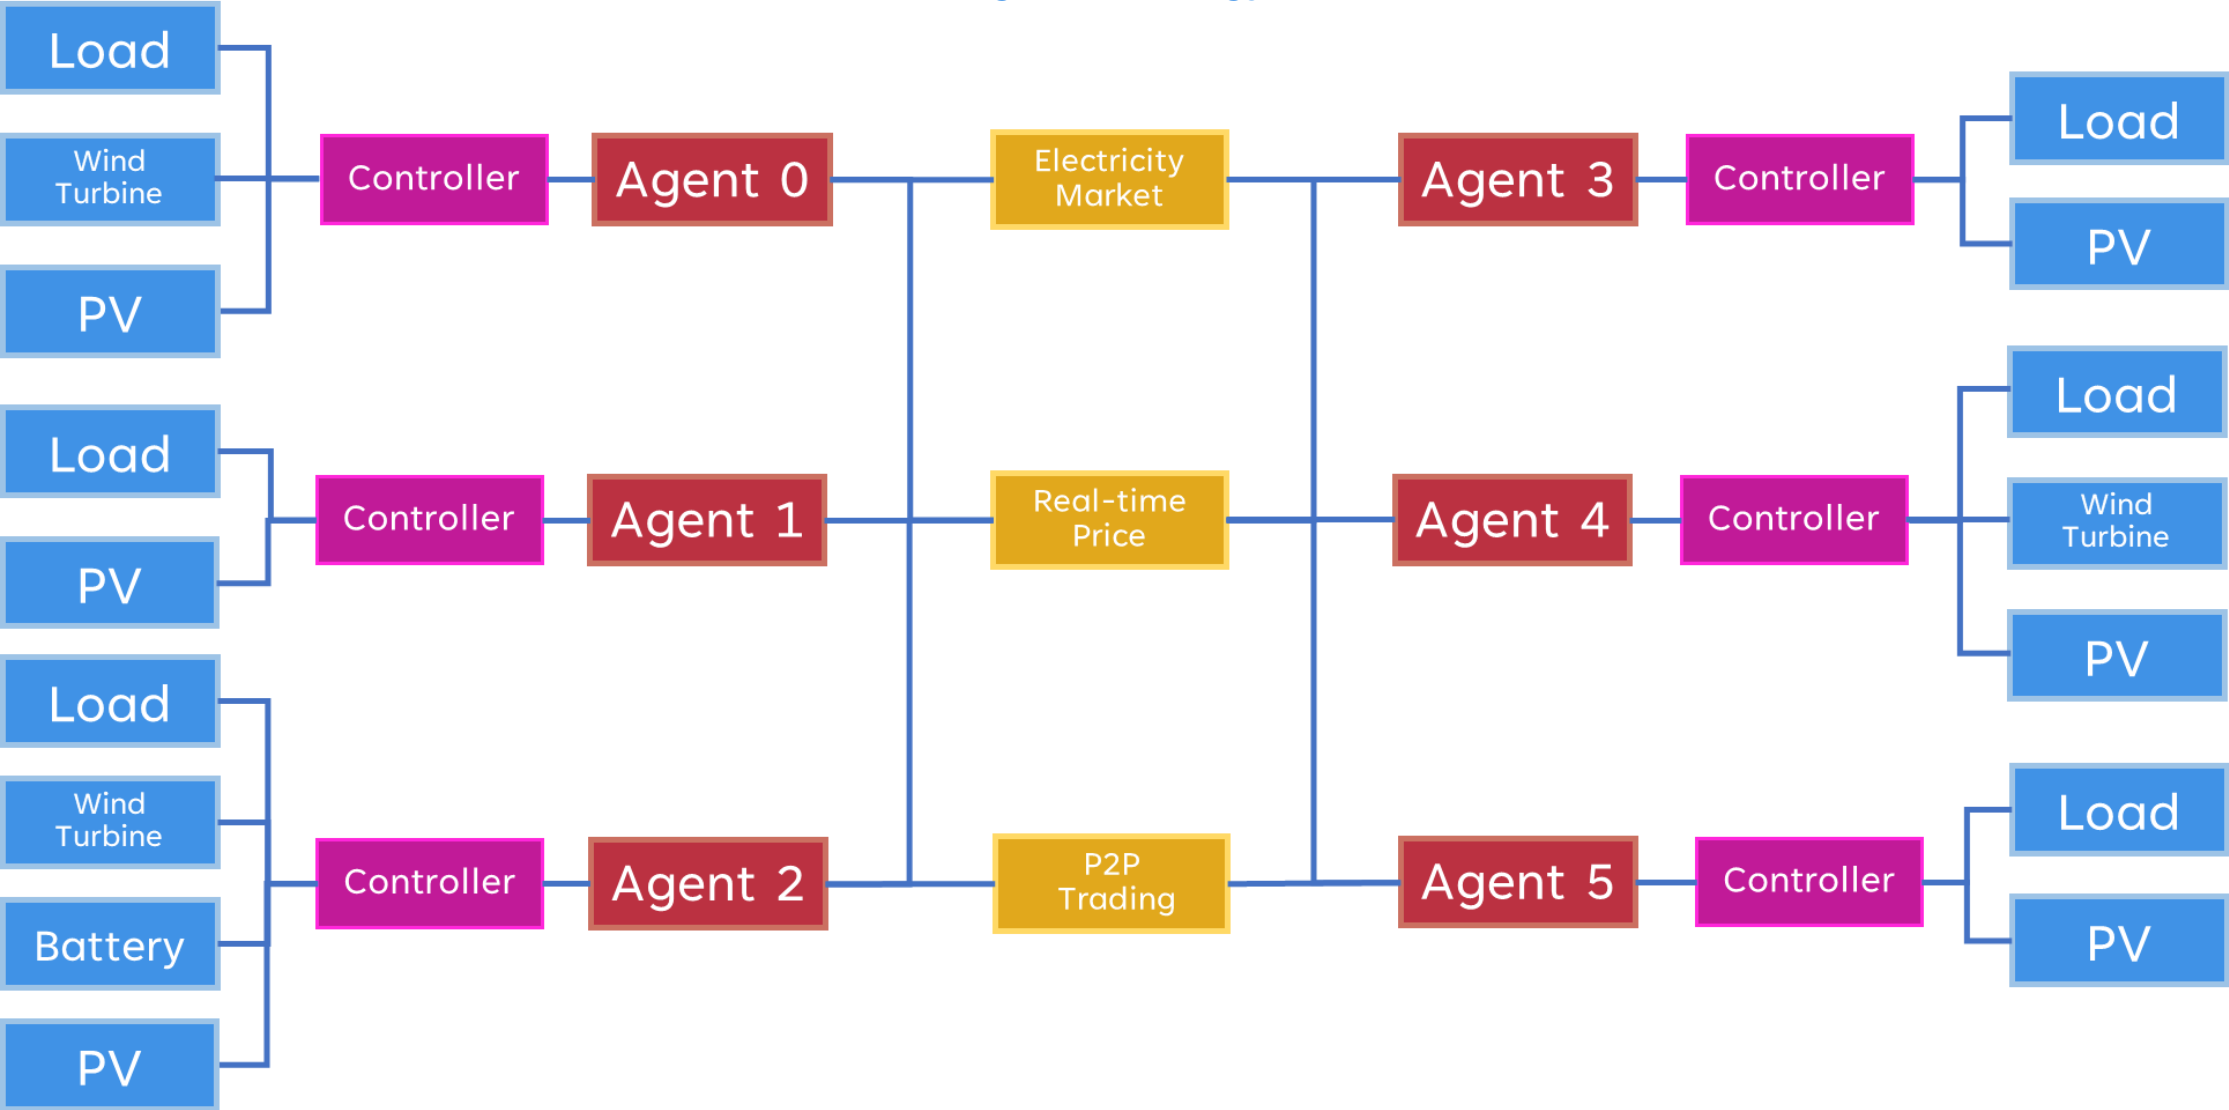 Load
Wind
Turbine
PV
Controller
Agent 0
Electricity
Market
Agent 3
Controller
Load
PV
Load
PV
Controller
Agent 1
Real-time
Price
Agent 4
Controller
Load
Wind
Turbine
PV
Load
Wind
Turbine
Battery
PV
Controller
Agent 2
P2P
Trading
Agent 5
Controller
Load
PV